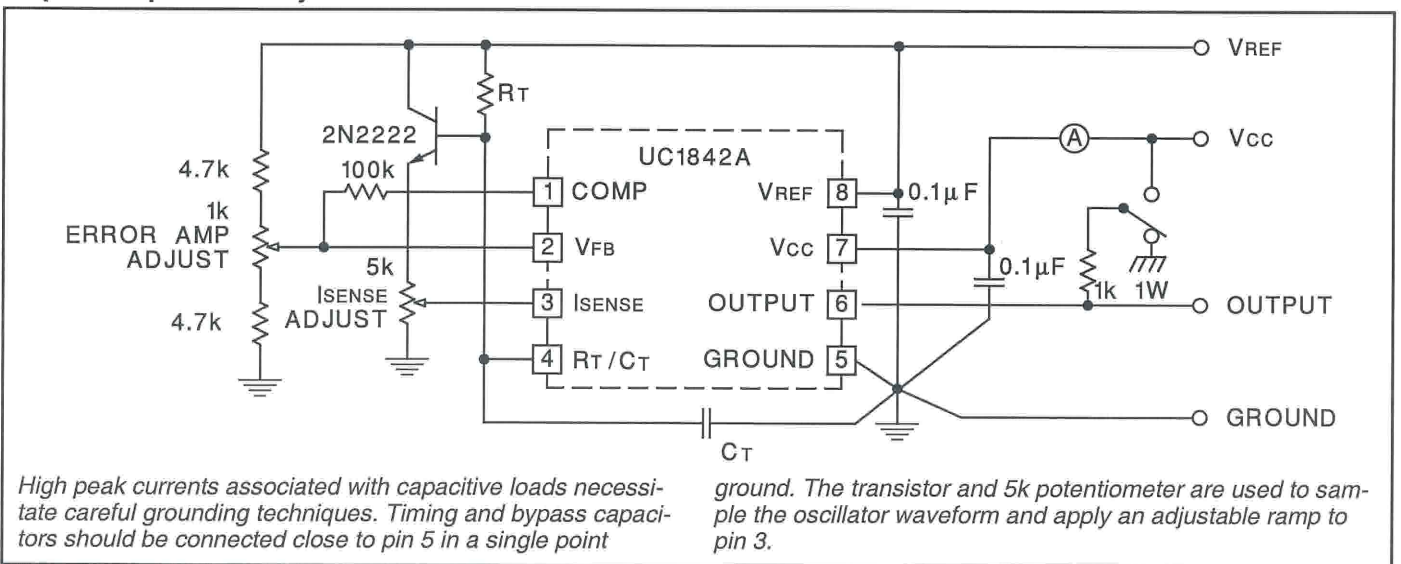 VREF
RT
2N2222
VCC
A
UC1842A
4.7k
100k
1 COMP
VREF 8
0.1µF
1k
ERROR AMP
ADJUST
2 VFB
VCC 7
0.1µF
5k
ISENSE
ADJUST
3 ISENSE
OUTPUT 6
1k 1W
OUTPUT
4.7k
4 RT/CT
GROUND 5
GROUND
CT
High peak currents associated with capacitive loads necessi-
tate careful grounding techniques. Timing and bypass capaci-
tors should be connected close to pin 5 in a single point
ground. The transistor and 5k potentiometer are used to sam-
ple the oscillator waveform and apply an adjustable ramp to
pin 3.